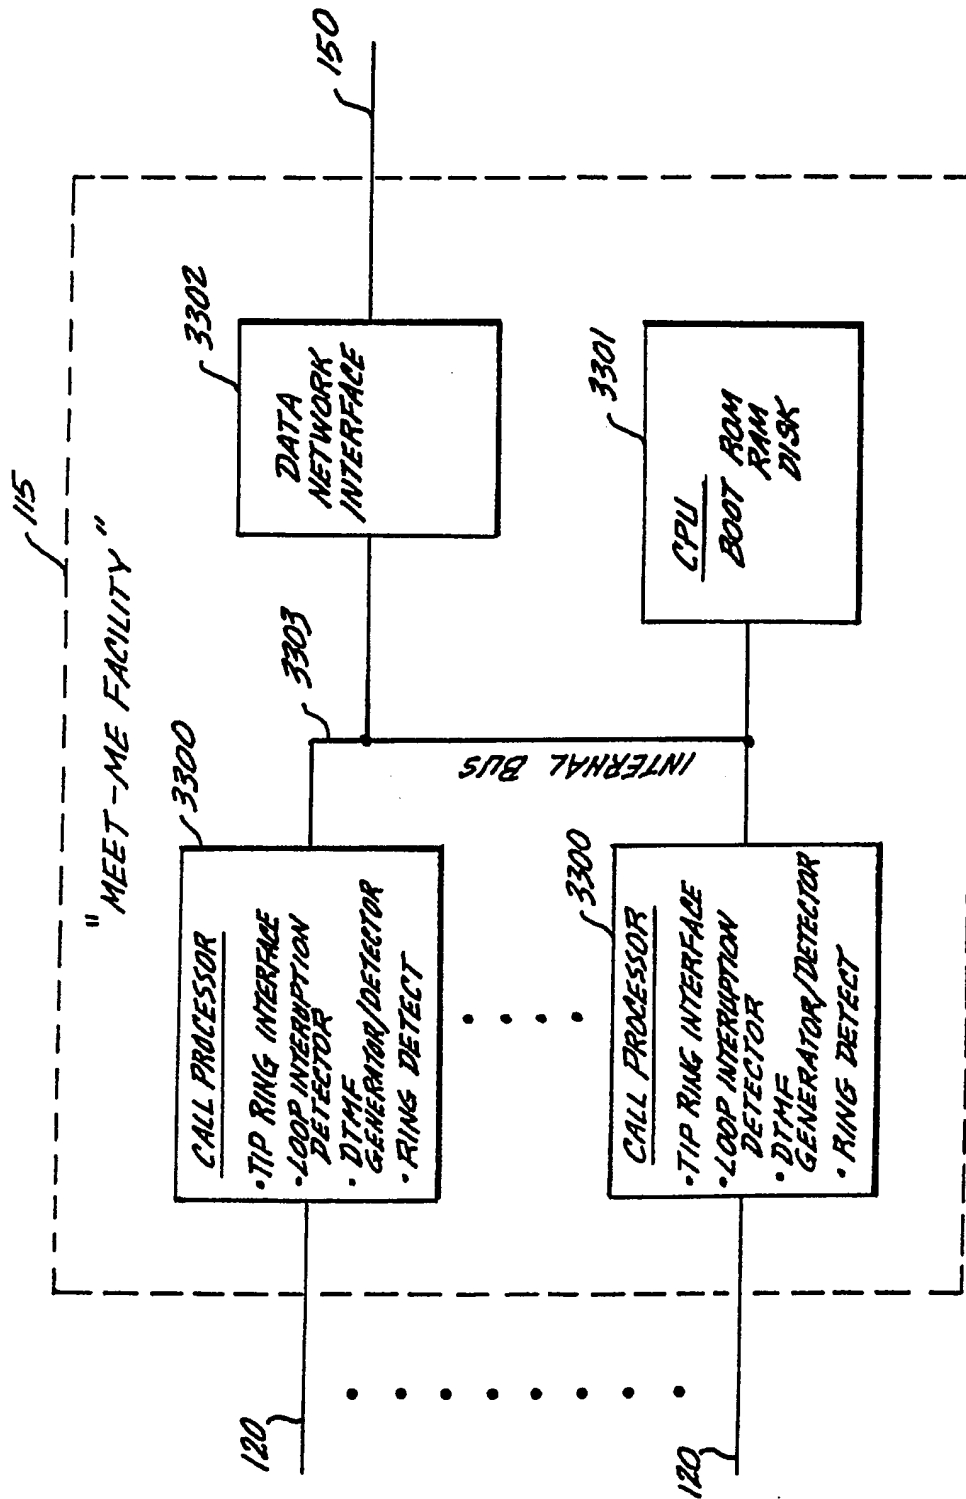 115
"MEET-ME FACILITY"
120
3300
CALL PROCESSOR
•TIP RING INTERFACE
•LOOP INTERUPTION
DETECTOR
• DTMF
GENERATOR/DETECTOR
• RING DETECT
3303
INTERNAL BUS
3302
DATA
NETWORK
INTERFACE
150
120
3300
CALL PROCESSOR
•TIP RING INTERFACE
•LOOP INTERUPTION
DETECTOR
• DTMF
GENERATOR/DETECTOR
• RING DETECT
3301
CPU
BOOT ROM
RAM
DISK